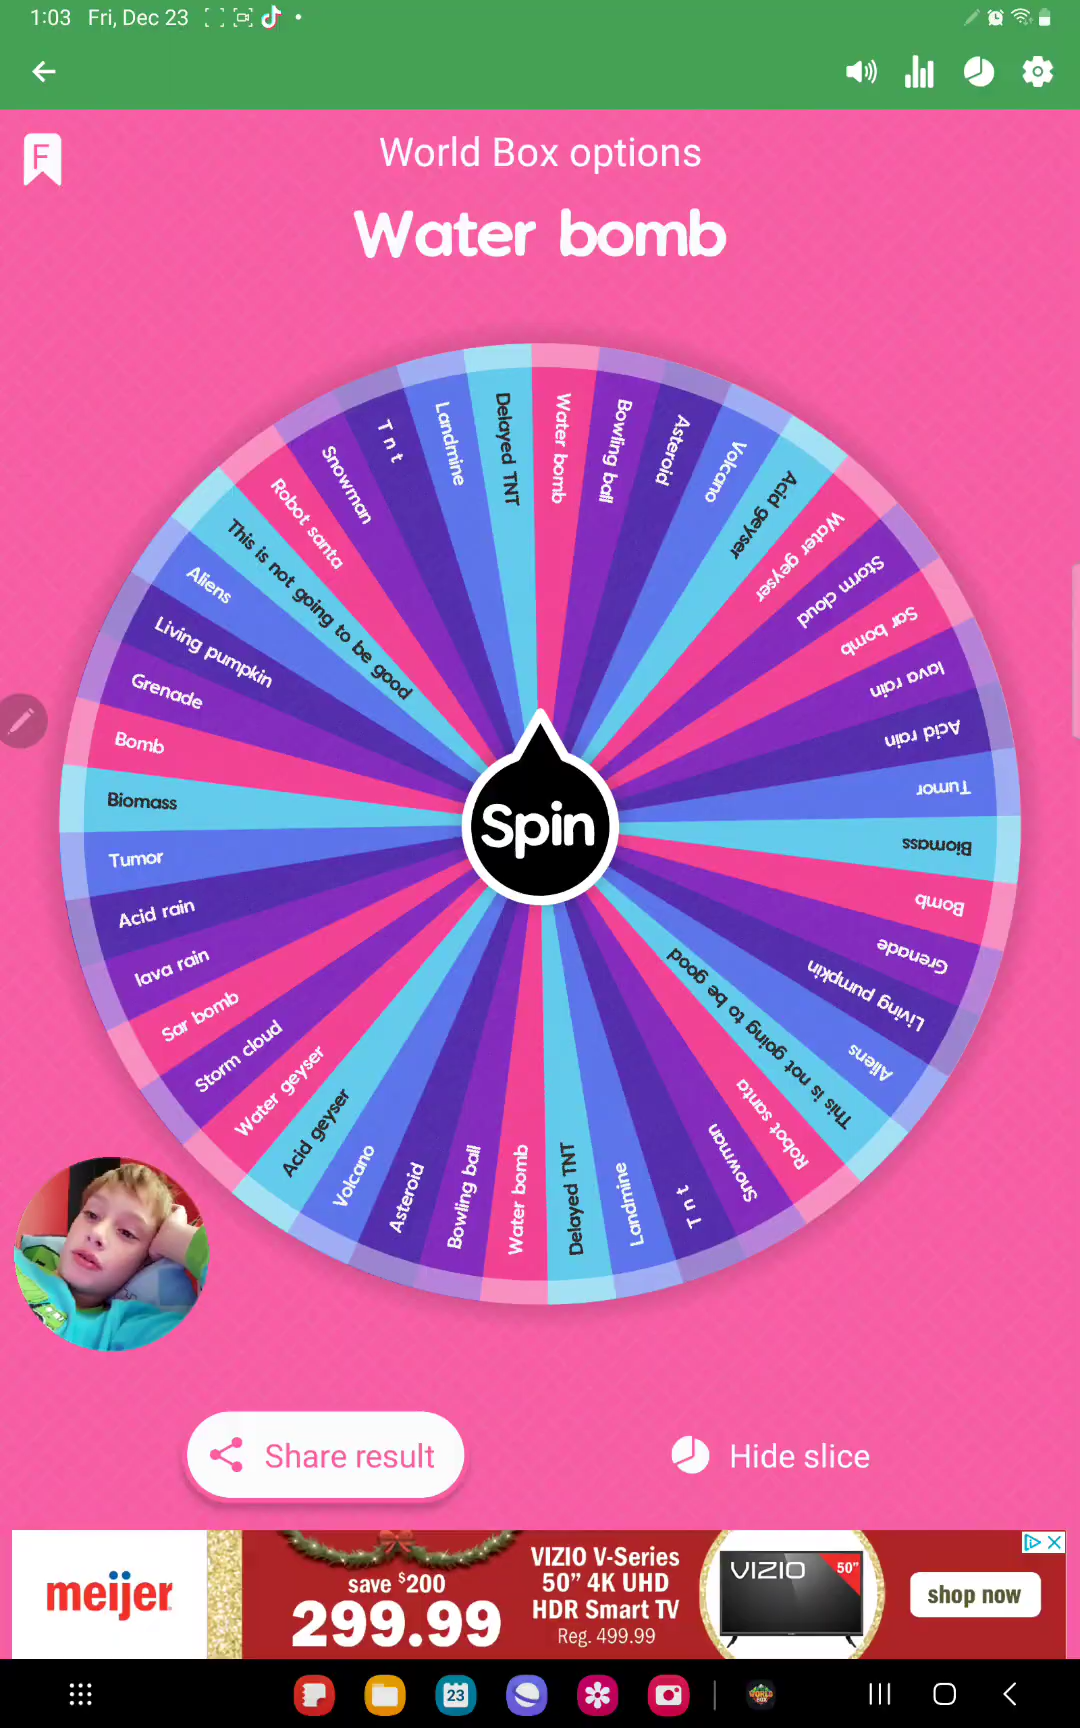 1:03 Fri, Dec 23
F
World Box options
Water bomb
Water bomb
Bowling ball
Asteroid
Volcano
Acid geyser
Water geyser
Storm cloud
Sar bomb
lava rain
Acid rain
Tumor
Biomass
Bomb
Grenade
Living pumpkin
Aliens
This is not going to be good
Robot santa
Snowman
T n t
Landmine
Delayed TNT
Water bomb
Bowling ball
Asteroid
Volcano
Acid geyser
Water geyser
Storm cloud
Sar bomb
lava rain
Acid rain
Tumor
Biomass
Bomb
Grenade
Living pumpkin
Aliens
This is not going to be good
Robot santa
Snowman
T n t
Landmine
Delayed TNT
Spin
Share result
Hide slice
meijer
save $200
299.99
VIZIO V-Series
50” 4K UHD
HDR Smart TV
Reg. 499.99
VIZIO 50"
shop now
23
WORLD
BOX